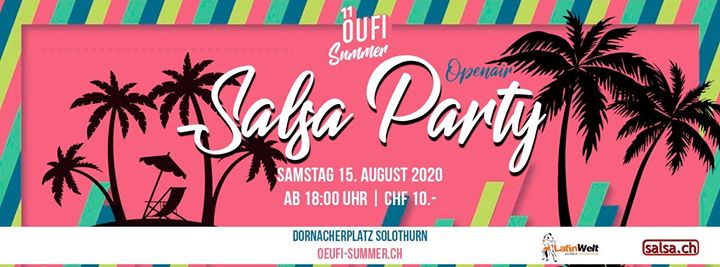 11
OUFI
Summer
Openair
Salsa Party
SAMSTAG 15. AUGUST 2020
AB 18:00 UHR | CHF 10.-
DORNACHERPLATZ SOLOTHURN
OEUFI-SUMMER.CH
LatinWelt
salsa.ch